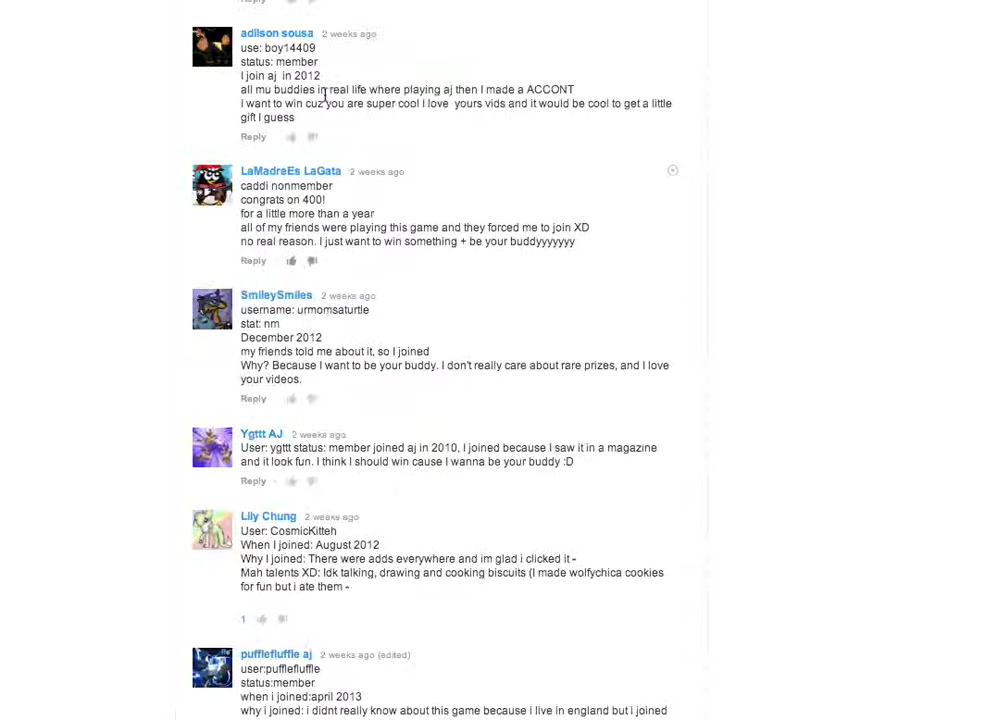 adilson sousa 2 weeks ago
use: boy14409
status: member
I join aj in 2012
all mu buddies in real life where playing aj then I made a ACCONT
i want to win cuz you are super cool I love yours vids and it would be cool to get a little
gift I guess
Reply
LaMadreEs LaGata 2 weeks ago
caddi nonmember
congrats on 400!
for a little more than a year
all of my friends were playing this game and they forced me to join XD
no real reason. I just want to win something + be your buddyyyyyyy
Reply
SmileySmiles 2 weeks ago
username: urmomsaturtle
stat: nm
December 2012
my friends told me about it, so I joined
Why? Because I want to be your buddy. I don't really care about rare prizes, and I love
your videos.
Reply
Ygttt AJ 2 weeks ago
User: ygttt status: member joined aj in 2010, I joined because I saw it in a magazine
and it look fun. I think I should win cause I wanna be your buddy :D
Reply
Lily Chung 2 weeks ago
User: CosmicKitteh
When I joined: August 2012
Why I joined: There were adds everywhere and im glad i clicked it ~
Mah talents XD: Idk talking, drawing and cooking biscuits (I made wolfychica cookies
for fun but i ate them ~
1
pufflefluffle aj 2 weeks ago (edited)
user:pufflefluffle
status:member
when i joined:april 2013
why i joined: i didnt really know about this game because i live in england but i joined